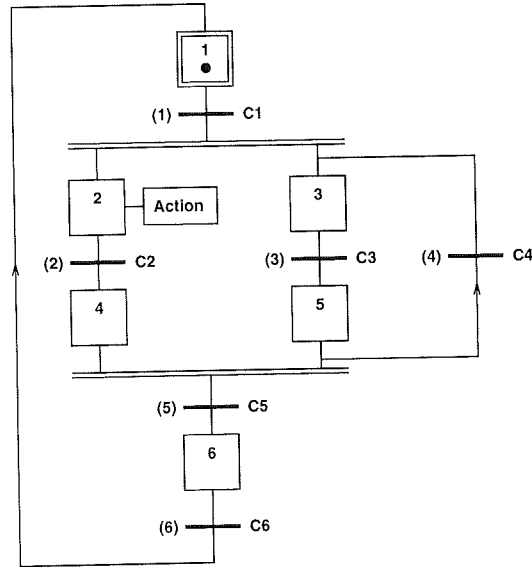 1
(1) C1
2 Action 3
(2) C2 (3) C3 (4) C4
4 5
(5) C5
6
(6) C6